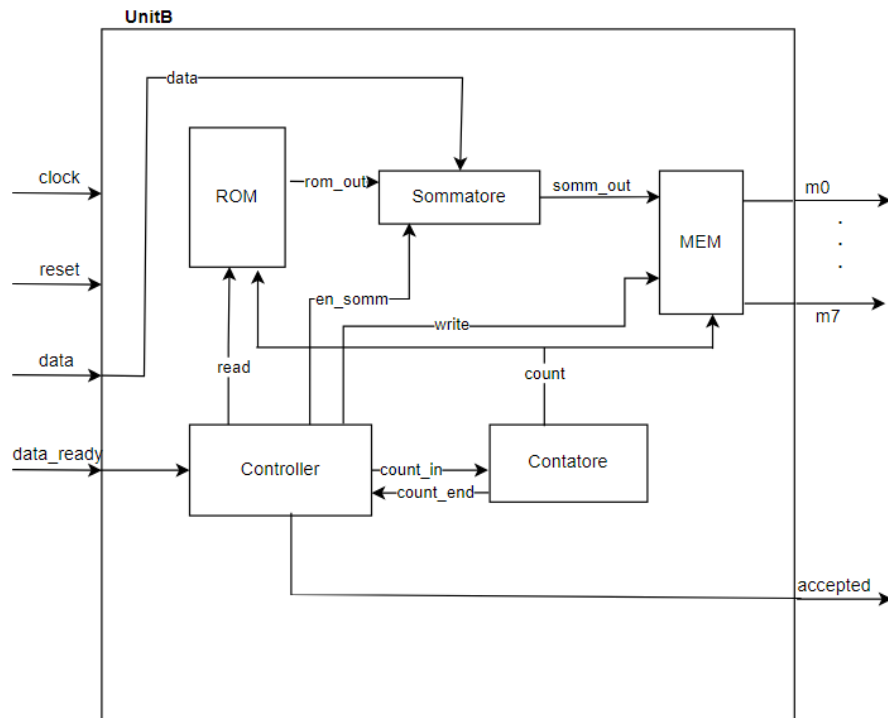 UnitB
data
clock
ROM
rom_out
Sommatore
somm_out
MEM
m0
.
.
.
reset
en_somm
write
m7
data
read
count
data_ready
Controller
count_in
count_end
Contatore
accepted